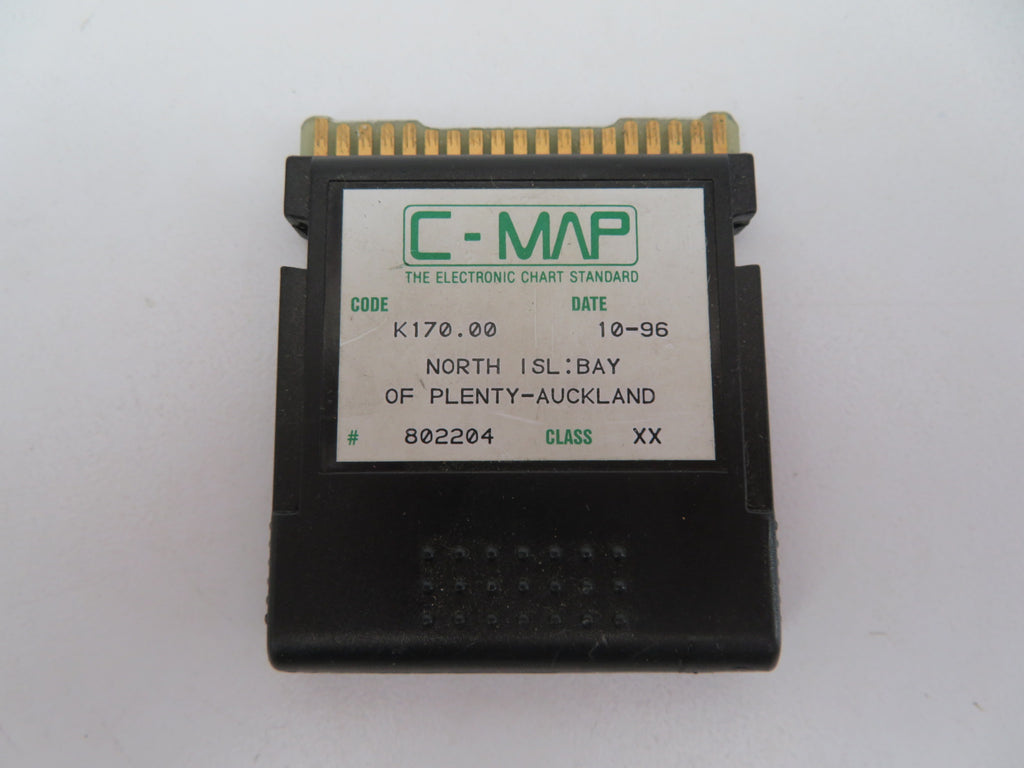 C-MAP
THE ELECTRONIC CHART STANDARD
CODE DATE
K170.00 10-96
NORTH ISL:BAY
OF PLENTY-AUCKLAND
# 802204 CLASS XX